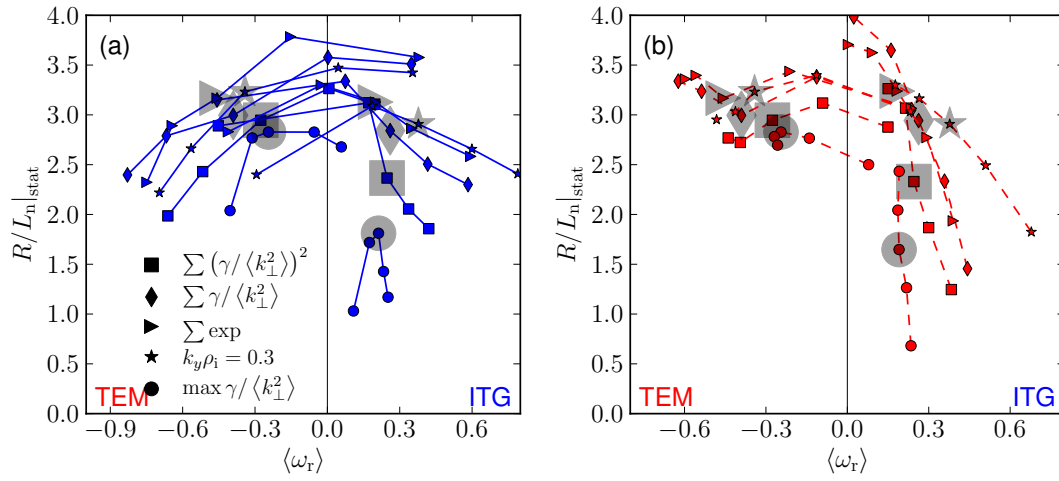 (a)
R/L_n|_stat
4.0
3.5
3.0
2.5
2.0
1.5
1.0
0.5
0.0
∑ (γ/⟨k_⊥^2⟩)^2
∑ γ/⟨k_⊥^2⟩
∑ exp
k_yρ_i = 0.3
max γ/⟨k_⊥^2⟩
TEM
ITG
−0.9 −0.6 −0.3 0.0 0.3 0.6
⟨ω_r⟩
(b)
R/L_n|_stat
4.0
3.5
3.0
2.5
2.0
1.5
1.0
0.5
0.0
TEM
ITG
−0.6 −0.3 0.0 0.3 0.6
⟨ω_r⟩